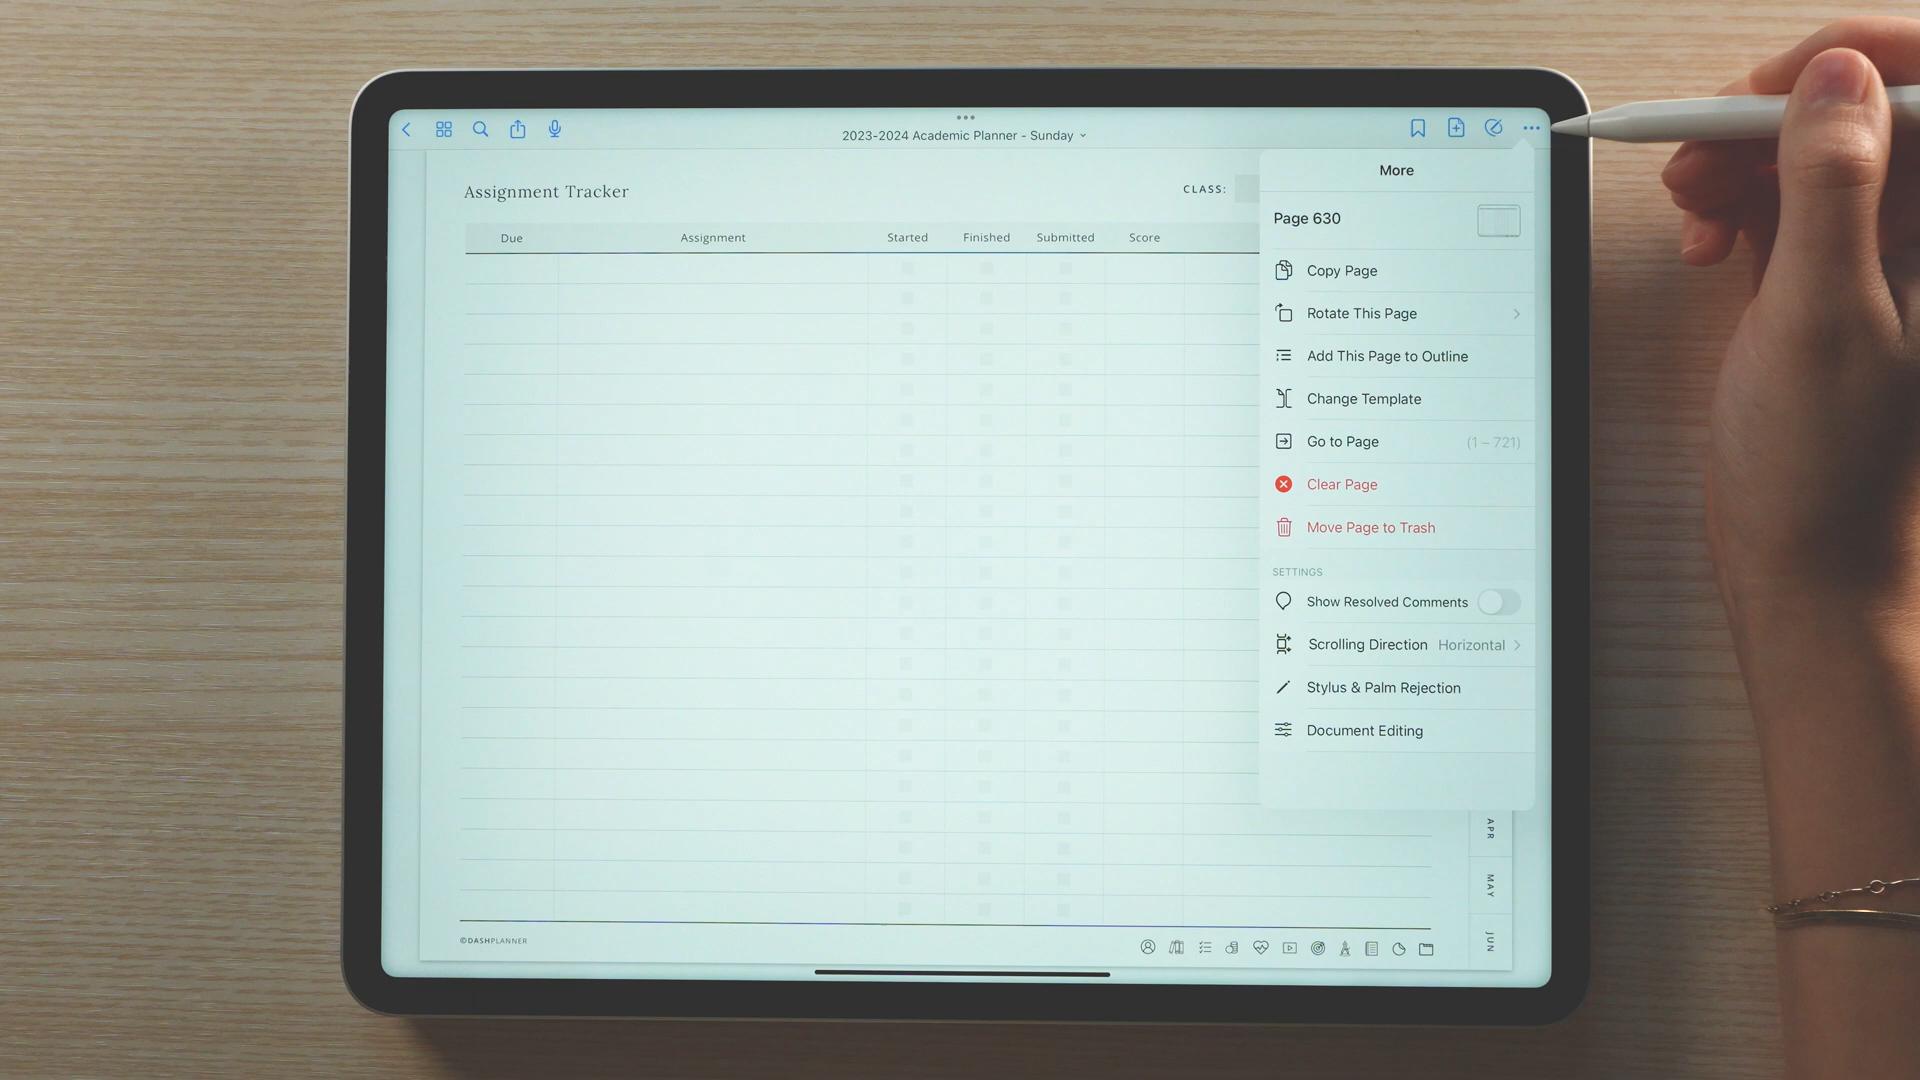 2023-2024 Academic Planner - Sunday
Assignment Tracker
CLASS:
Due Assignment Started Finished Submitted Score
More
Page 630
Copy Page
Rotate This Page
Add This Page to Outline
Change Template
Go to Page (1 – 721)
Clear Page
Move Page to Trash
SETTINGS
Show Resolved Comments
Scrolling Direction Horizontal
Stylus & Palm Rejection
Document Editing
APR
MAY
JUN
©DASHPLANNER